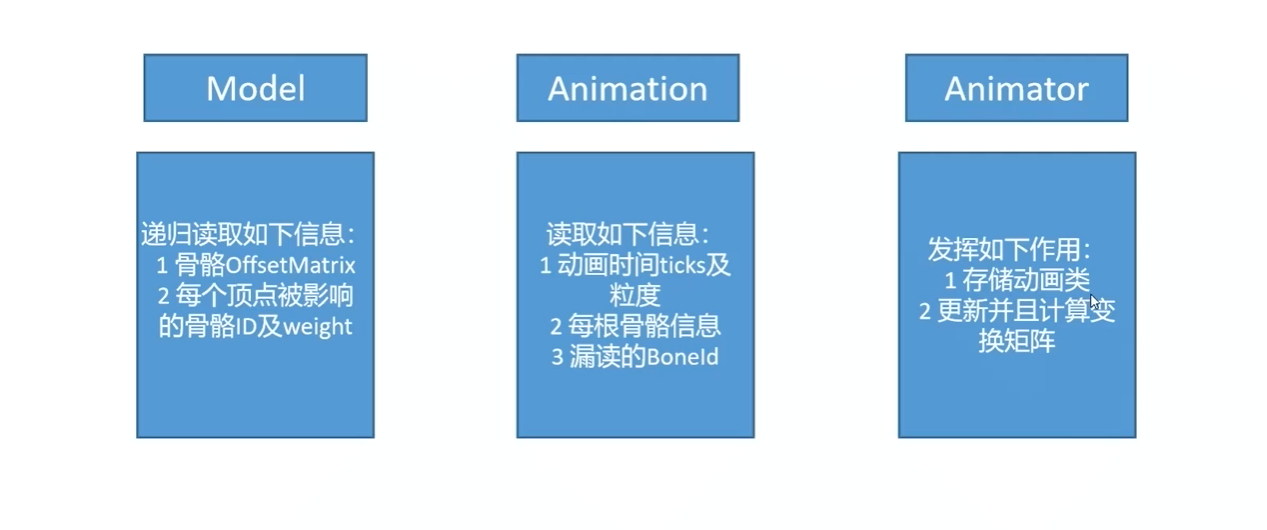 Model
递归读取如下信息：
1 骨骼OffsetMatrix
2 每个顶点被影响
的骨骼ID及weight
Animation
读取如下信息：
1 动画时间ticks及
粒度
2 每根骨骼信息
3 漏读的BoneId
Animator
发挥如下作用：
1 存储动画类
2 更新并且计算变
换矩阵